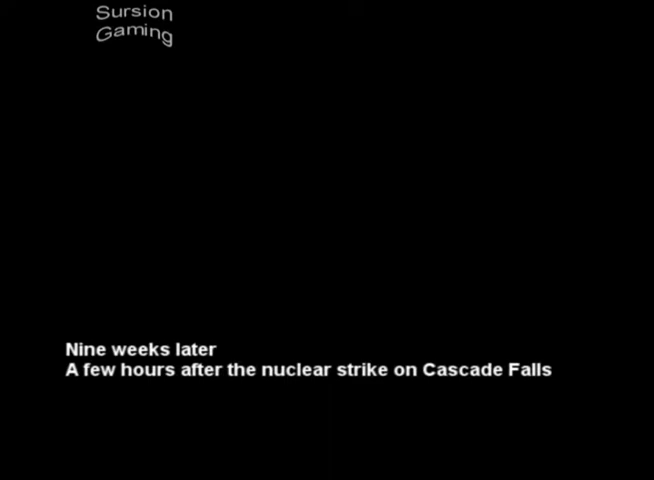 Sursion
Gaming
Nine weeks later
A few hours after the nuclear strike on Cascade Falls